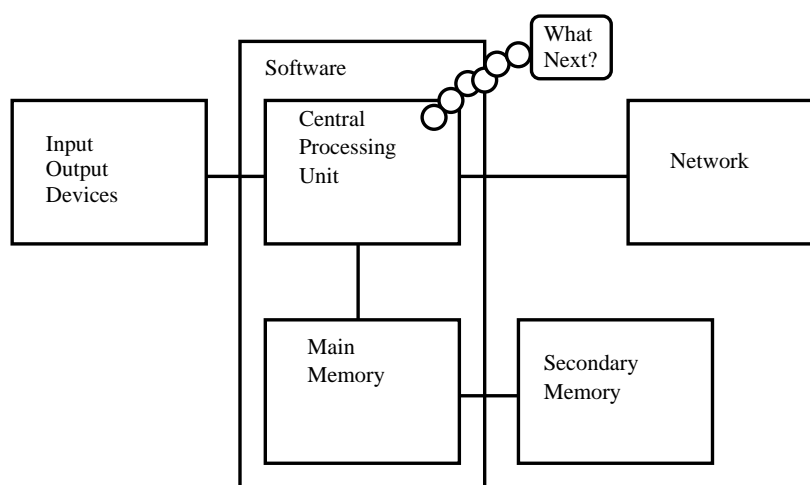 What
Next?
Software
Central
Processing
Unit
Input
Output
Devices
Network
Main
Memory
Secondary
Memory